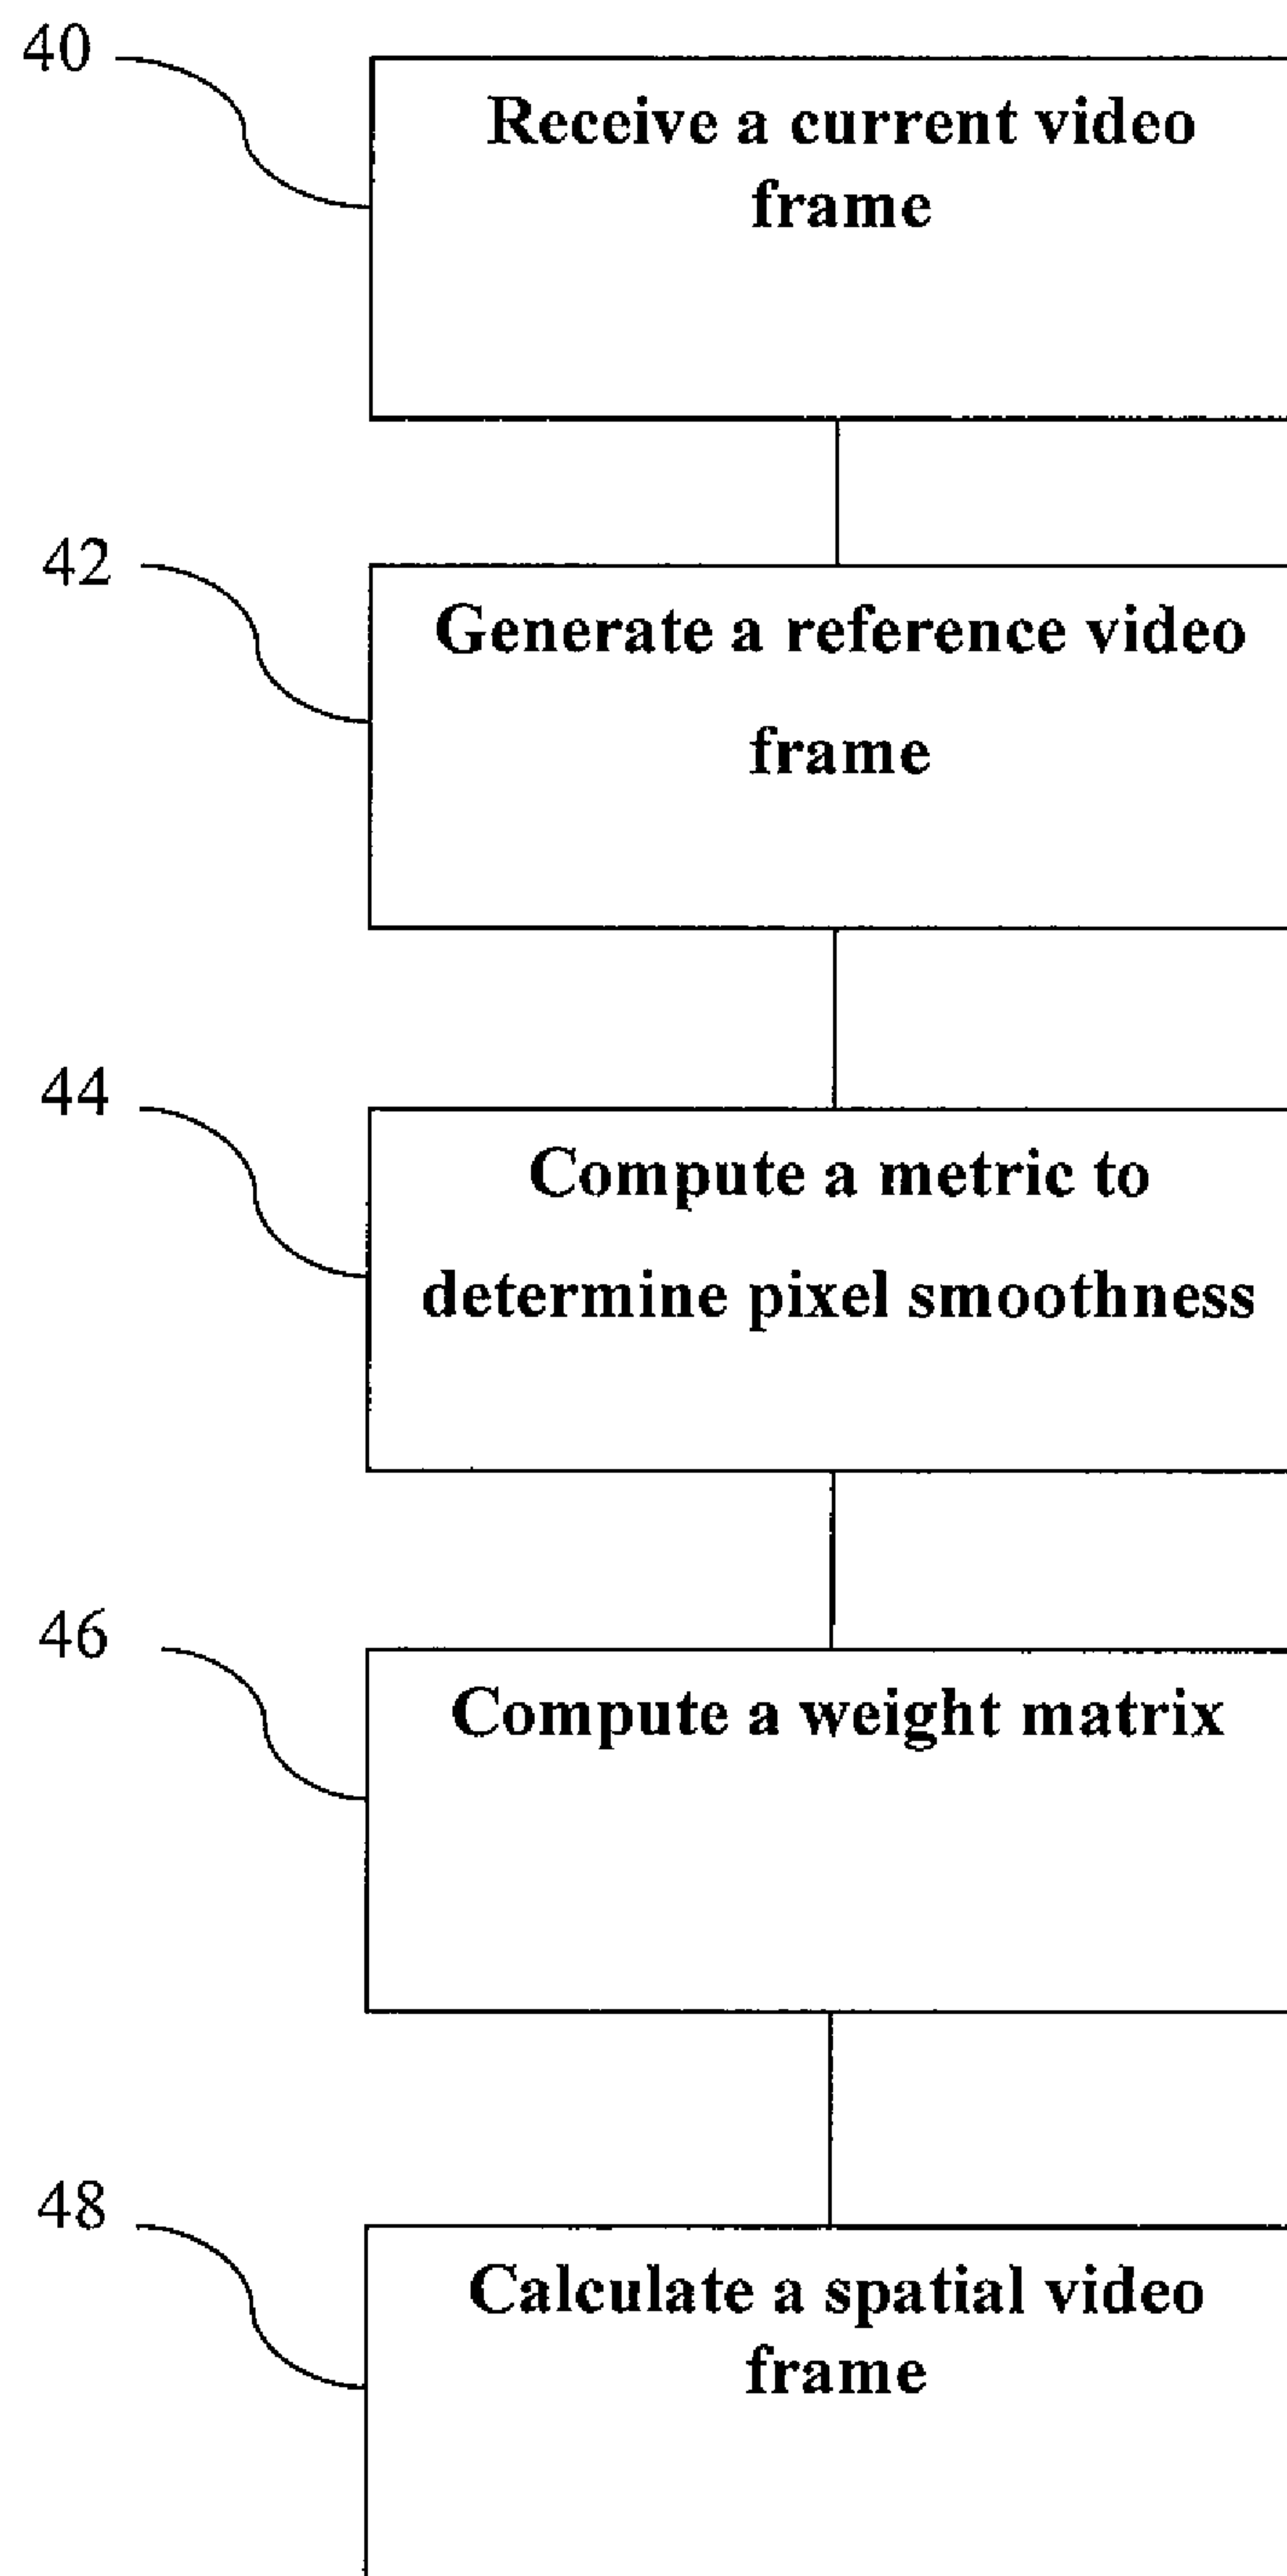 40
Receive a current video
frame
42
Generate a reference video
frame
44
Compute a metric to
determine pixel smoothness
46
Compute a weight matrix
48
Calculate a spatial video
frame